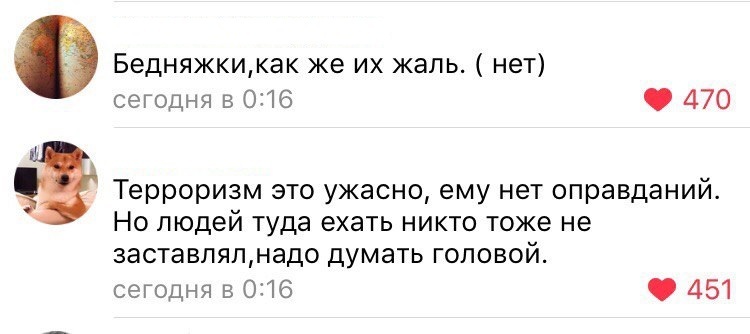 Бедняжки,как же их жаль. ( нет)
сегодня в 0:16
470
Терроризм это ужасно, ему нет оправданий.
Но людей туда ехать никто тоже не
заставлял,надо думать головой.
сегодня в 0:16
451